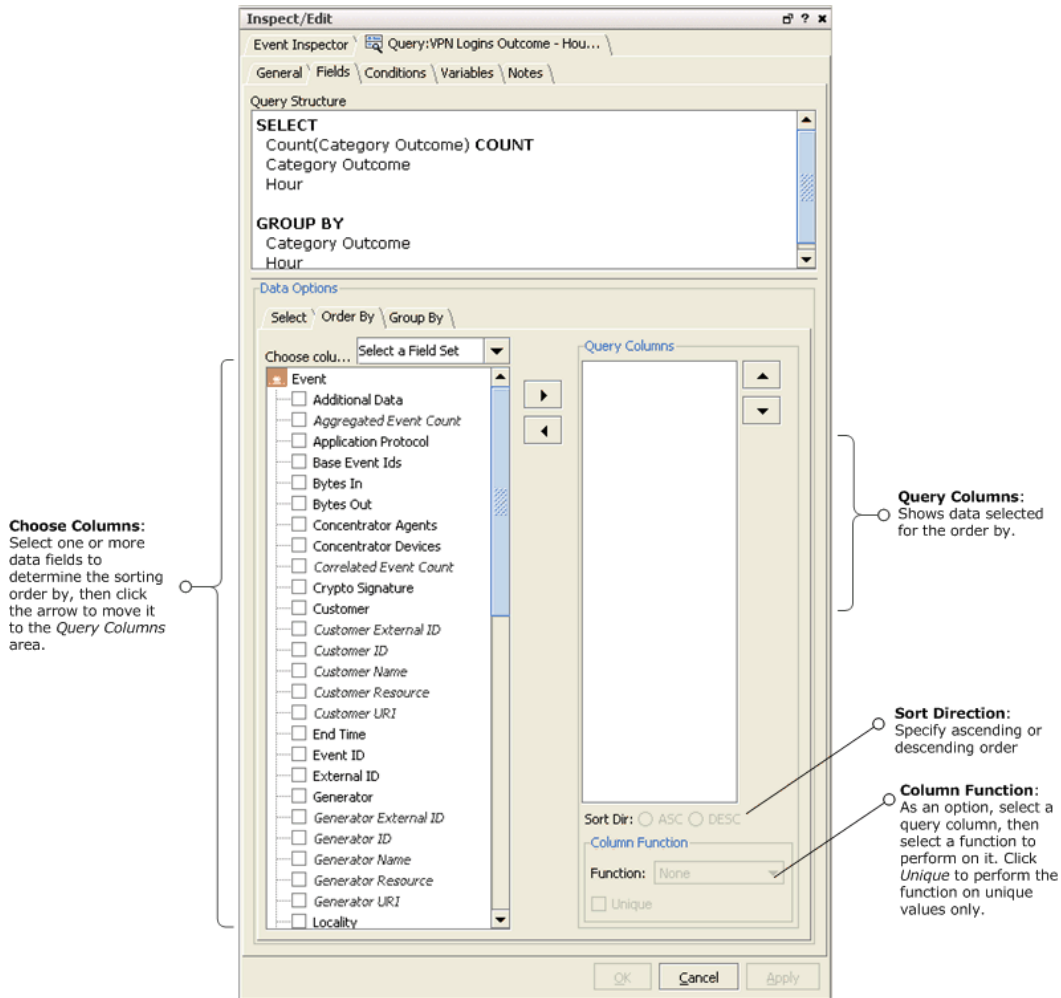 Inspect/Edit
Event Inspector
Query:VPN Logins Outcome - Hou...
General Fields Conditions Variables Notes
Query Structure
SELECT
Count(Category Outcome) COUNT
Category Outcome
Hour
GROUP BY
Category Outcome
Hour
Data Options
Select Order By Group By
Choose colu... Select a Field Set
Event
Additional Data
Aggregated Event Count
Application Protocol
Base Event Ids
Bytes In
Bytes Out
Concentrator Agents
Concentrator Devices
Correlated Event Count
Crypto Signature
Customer
Customer External ID
Customer ID
Customer Name
Customer Resource
Customer URI
End Time
Event ID
External ID
Generator
Generator External ID
Generator ID
Generator Name
Generator Resource
Generator URI
Locality
Query Columns
Sort Dir: ASC DESC
Column Function
Function: None
Unique
OK Cancel Apply
Choose Columns:
Select one or more
data fields to
determine the sorting
order by, then click
the arrow to move it
to the Query Columns
area.
Query Columns:
Shows data selected
for the order by.
Sort Direction:
Specify ascending or
descending order
Column Function:
As an option, select a
query column, then
select a function to
perform on it. Click
Unique to perform the
function on unique
values only.